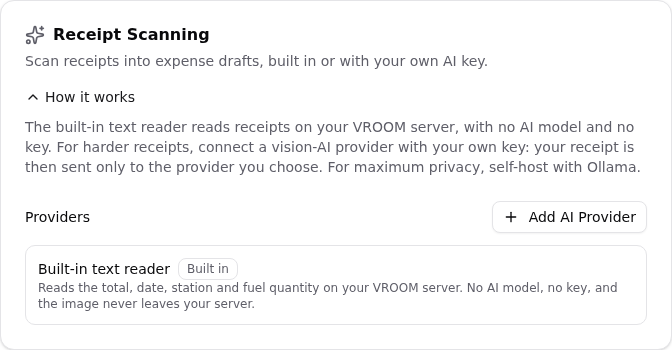 Receipt Scanning
Scan receipts into expense drafts, built in or with your own AI key.
How it works
The built-in text reader reads receipts on your VROOM server, with no AI model and no
key. For harder receipts, connect a vision-AI provider with your own key: your receipt is
then sent only to the provider you choose. For maximum privacy, self-host with Ollama.
Providers
Add AI Provider
Built-in text reader
Built in
Reads the total, date, station and fuel quantity on your VROOM server. No AI model, no key, and
the image never leaves your server.